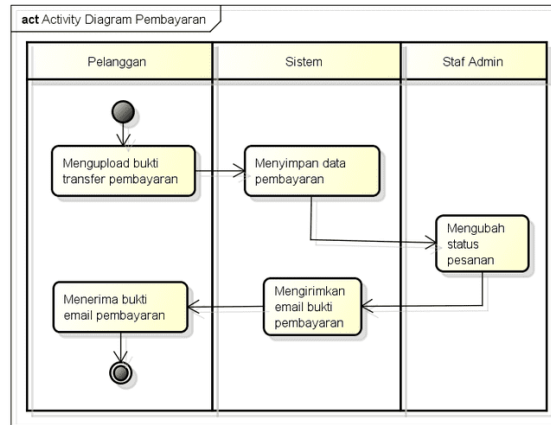 act Activity Diagram Pembayaran
Pelanggan
Sistem
Staf Admin
Mengupload bukti
transfer pembayaran
Menyimpan data
pembayaran
Mengubah
status
pesanan
Mengirimkan
email bukti
pembayaran
Menerima bukti
email pembayaran